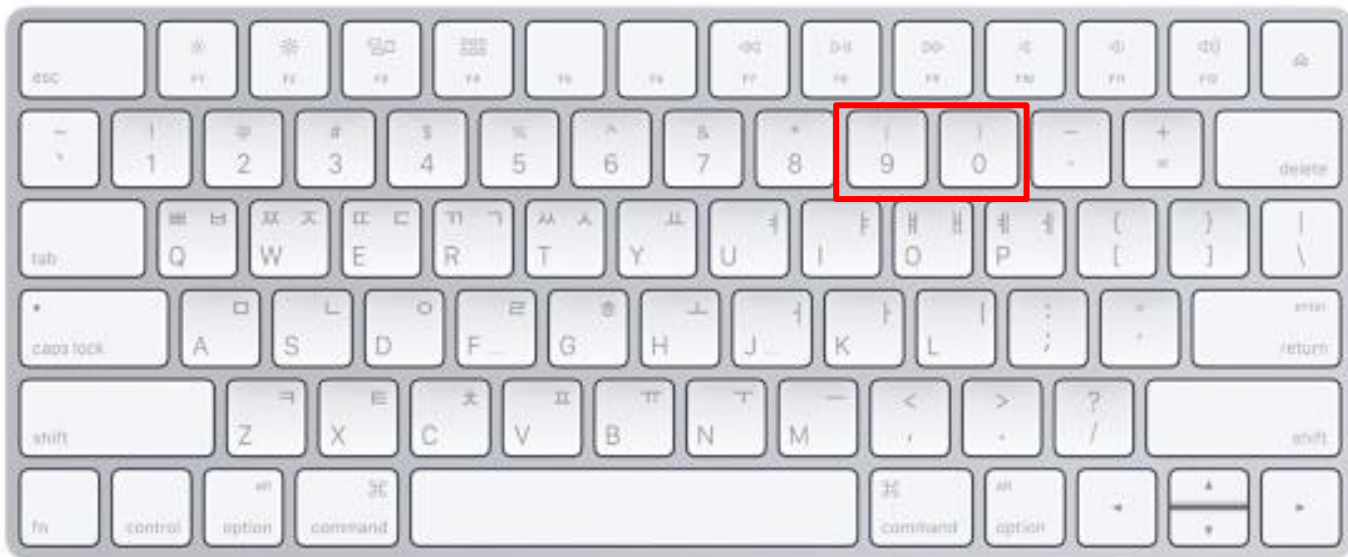 esc F1 F2 F3 F4 F5 F6 F7 F8 F9 F10 F11 F12
~ ` ! 1 @ 2 # 3 $ 4 % 5 ^ 6 & 7 * 8 ( 9 ) 0 — - + = delete
tab ㅃ ㅂ Q ㅉ ㅈ W ㄸ ㄷ E ㄲ ㄱ R ㅆ ㅅ T ㅛ Y ㅕ U ㅑ I ㅒ ㅐ O ㅖ ㅔ P { [ } ] | \
caps lock ㅁ A ㄴ S ㅇ D ㄹ F ㅎ G ㅗ H ㅓ J ㅏ K ㅣ L : ; " ' enter return
shift ㅋ Z ㅌ X ㅊ C ㅍ V ㅠ B ㅜ N ㅡ M < , > . ? / shift
fn control alt option ⌘ command ⌘ command alt option